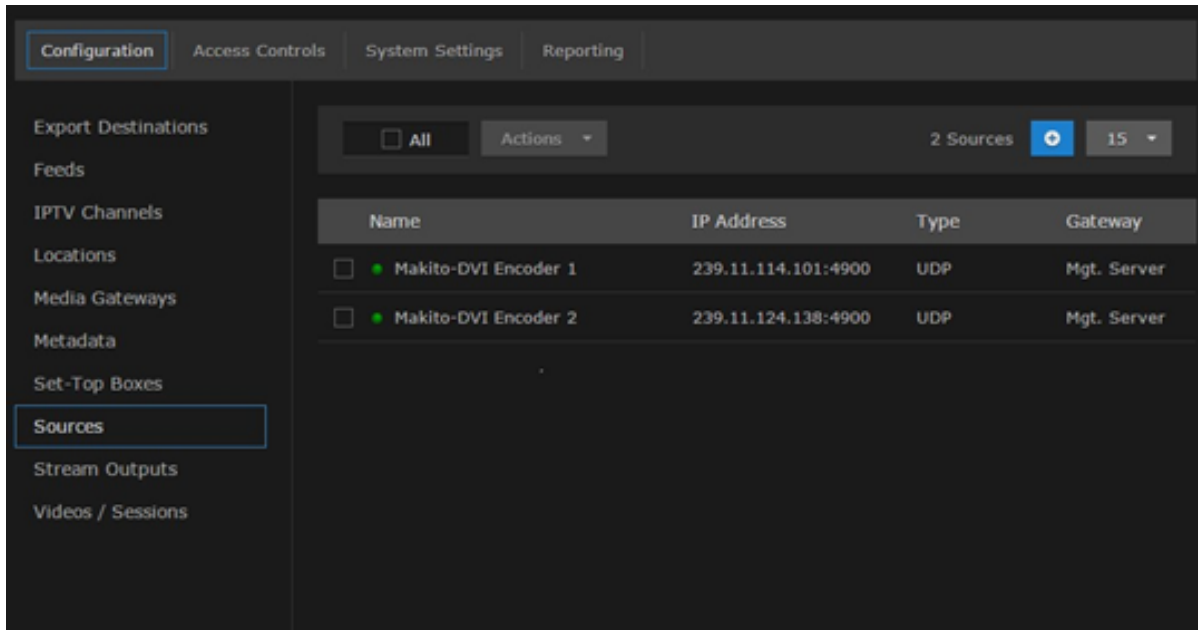 Configuration Access Controls System Settings Reporting
Export Destinations
Feeds
IPTV Channels
Locations
Media Gateways
Metadata
Set-Top Boxes
Sources
Stream Outputs
Videos / Sessions
All Actions 2 Sources 15
Name IP Address Type Gateway
Makito-DVI Encoder 1 239.11.114.101:4900 UDP Mgt. Server
Makito-DVI Encoder 2 239.11.124.138:4900 UDP Mgt. Server